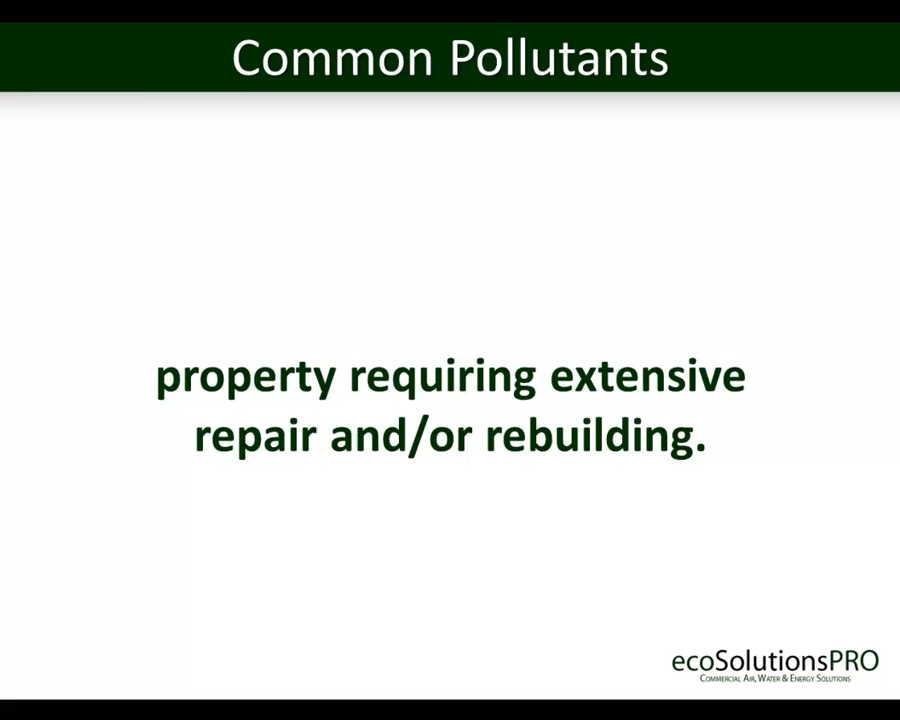 Common Pollutants
property requiring extensive
repair and/or rebuilding.
ecoSolutionsPRO
Commercial Air, Water & Energy Solutions